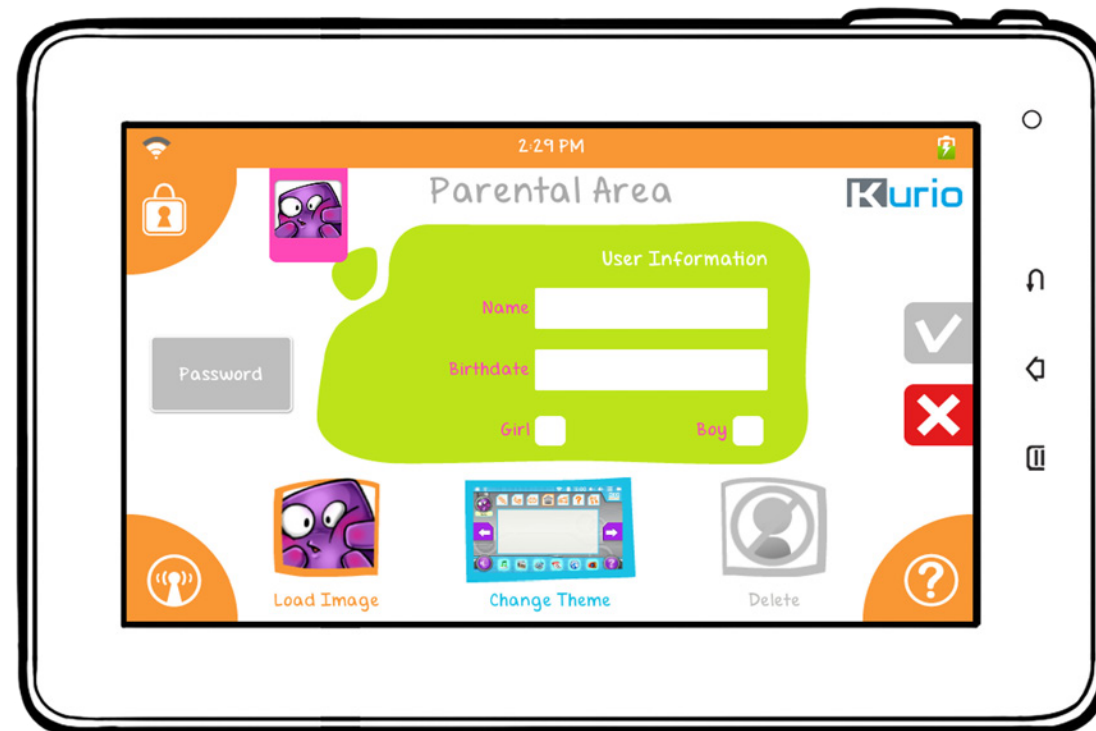 2:29 PM
Parental Area
Kurio
User Information
Name
Birthdate
Password
Girl
Boy
Load Image
Change Theme
Delete